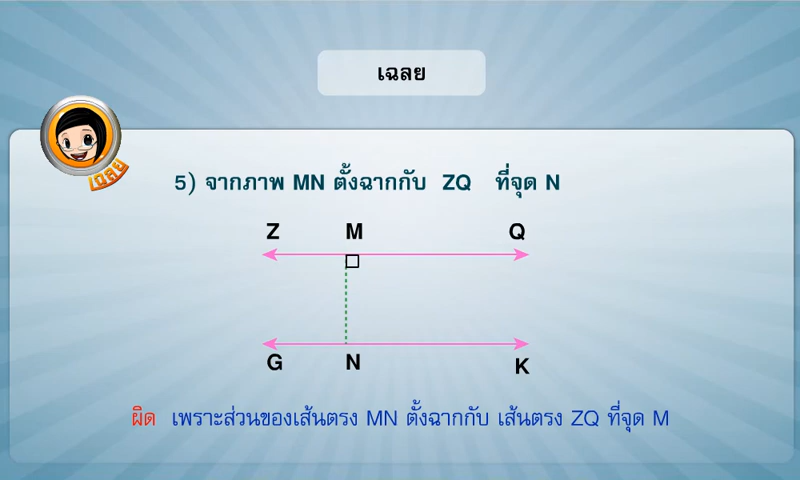 เฉลย
เฉลย
5) จากภาพ MN ตั้งฉากกับ ZQ ที่จุด N
Z M Q
G N K
ผิด เพราะส่วนของเส้นตรง MN ตั้งฉากกับ เส้นตรง ZQ ที่จุด M